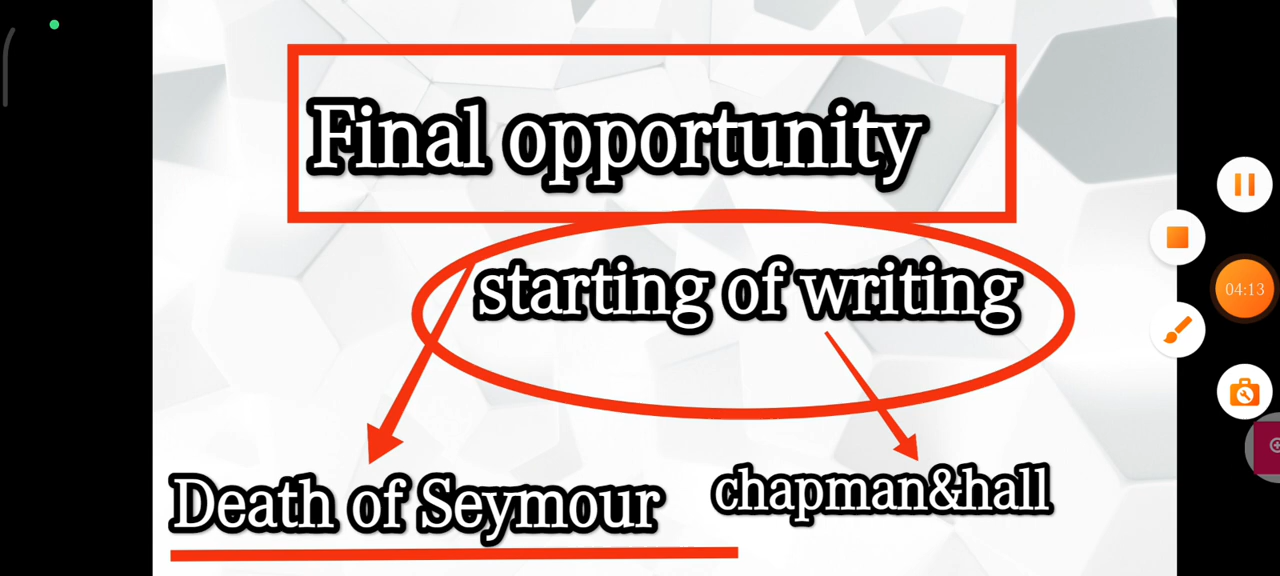 Final opportunity
04:13
starting of writing
Death of Seymour
chapman&hall